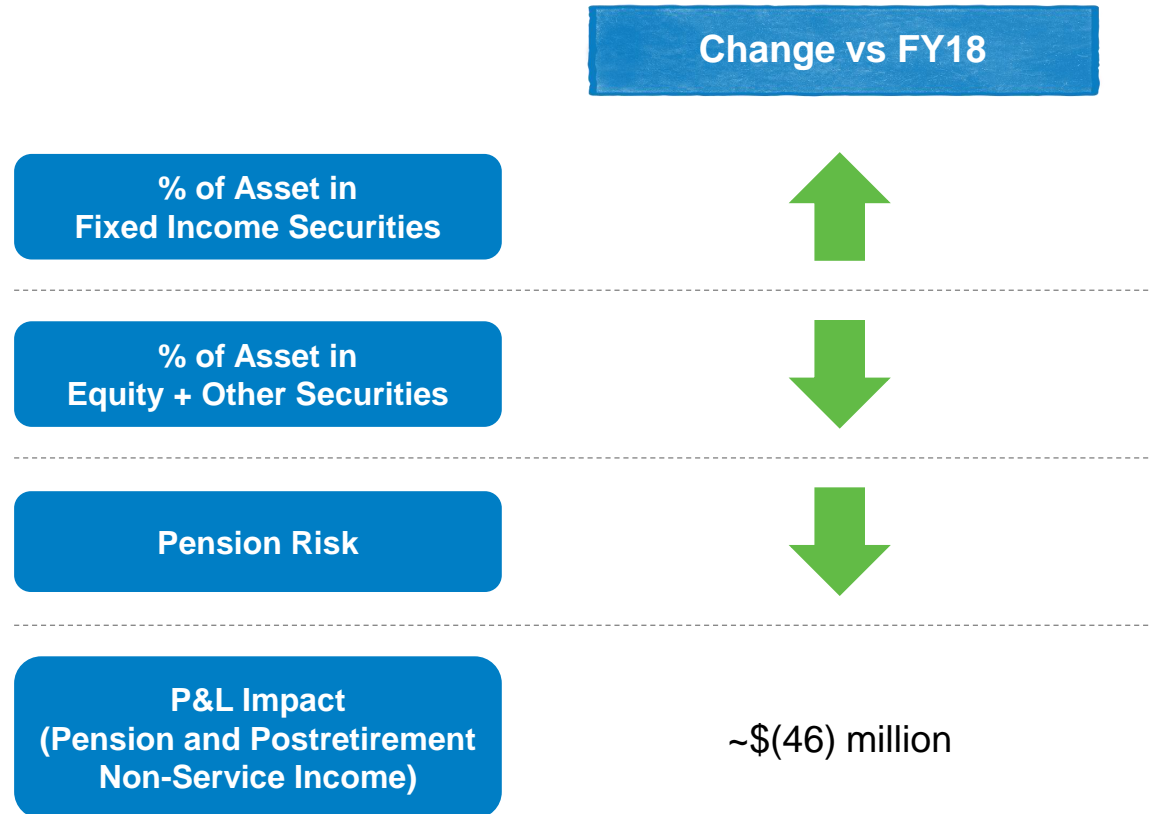 Change vs FY18
% of Asset in
Fixed Income Securities
% of Asset in
Equity + Other Securities
Pension Risk
P&L Impact
(Pension and Postretirement
Non-Service Income)
~$(46) million